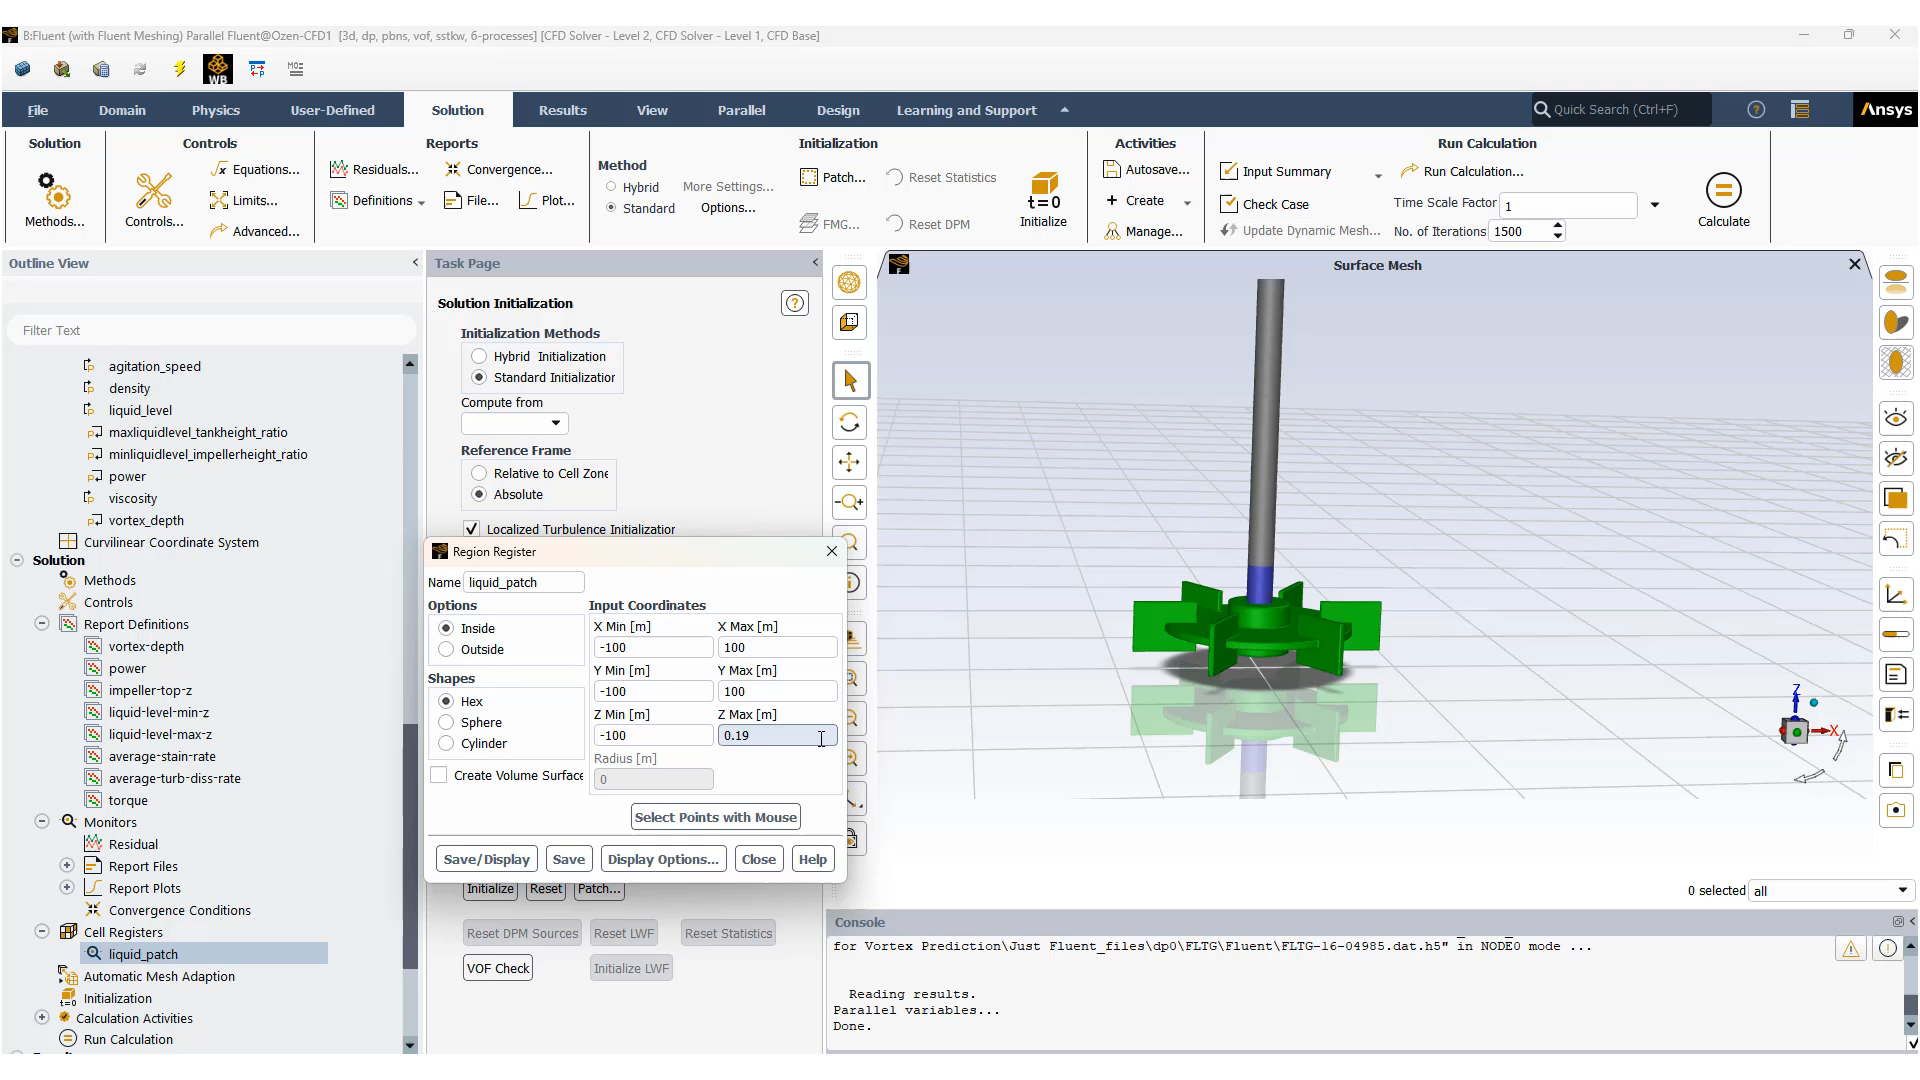 B:Fluent (with Fluent Meshing) Parallel Fluent@Ozen-CFD1 [3d, dp, pbns, vof, sstkw, 6-processes] [CFD Solver - Level 2, CFD Solver - Level 1, CFD Base]
WB
File Domain Physics User-Defined Solution Results View Parallel Design Learning and Support Quick Search (Ctrl+F) Ansys
Solution Controls Reports Initialization Activities Run Calculation
Methods... Controls... Equations... Limits... Advanced...
Residuals... Convergence...
Definitions File... Plot...
Method
Hybrid More Settings...
Standard Options...
Patch... Reset Statistics
FMG... Reset DPM
t=0
Initialize
Autosave...
Create
Manage...
Input Summary Run Calculation...
Check Case Time Scale Factor 1
Update Dynamic Mesh... No. of Iterations 1500
Calculate
Outline View
Filter Text
agitation_speed
density
liquid_level
maxliquidlevel_tankheight_ratio
minliquidlevel_impellerheight_ratio
power
viscosity
vortex_depth
Curvilinear Coordinate System
Solution
Methods
Controls
Report Definitions
vortex-depth
power
impeller-top-z
liquid-level-min-z
liquid-level-max-z
average-stain-rate
average-turb-diss-rate
torque
Monitors
Residual
Report Files
Report Plots
Convergence Conditions
Cell Registers
liquid_patch
Automatic Mesh Adaption
Initialization
Calculation Activities
Run Calculation
Task Page
Solution Initialization
Initialization Methods
Hybrid Initialization
Standard Initialization
Compute from
Reference Frame
Relative to Cell Zone
Absolute
Localized Turbulence Initialization
Region Register
Name liquid_patch
Options Input Coordinates
Inside
Outside
X Min [m] X Max [m]
-100 100
Y Min [m] Y Max [m]
-100 100
Shapes
Hex
Sphere
Cylinder
Z Min [m] Z Max [m]
-100 0.19
Radius [m]
0
Create Volume Surface
Select Points with Mouse
Save/Display Save Display Options... Close Help
Initialize Reset Patch...
Reset DPM Sources Reset LWF Reset Statistics
VOF Check Initialize LWF
Surface Mesh
Z
X
0 selected all
Console
for Vortex Prediction\Just Fluent_files\dp0\FLTG\Fluent\FLTG-16-04985.dat.h5" in NODE0 mode ...
Reading results.
Parallel variables...
Done.